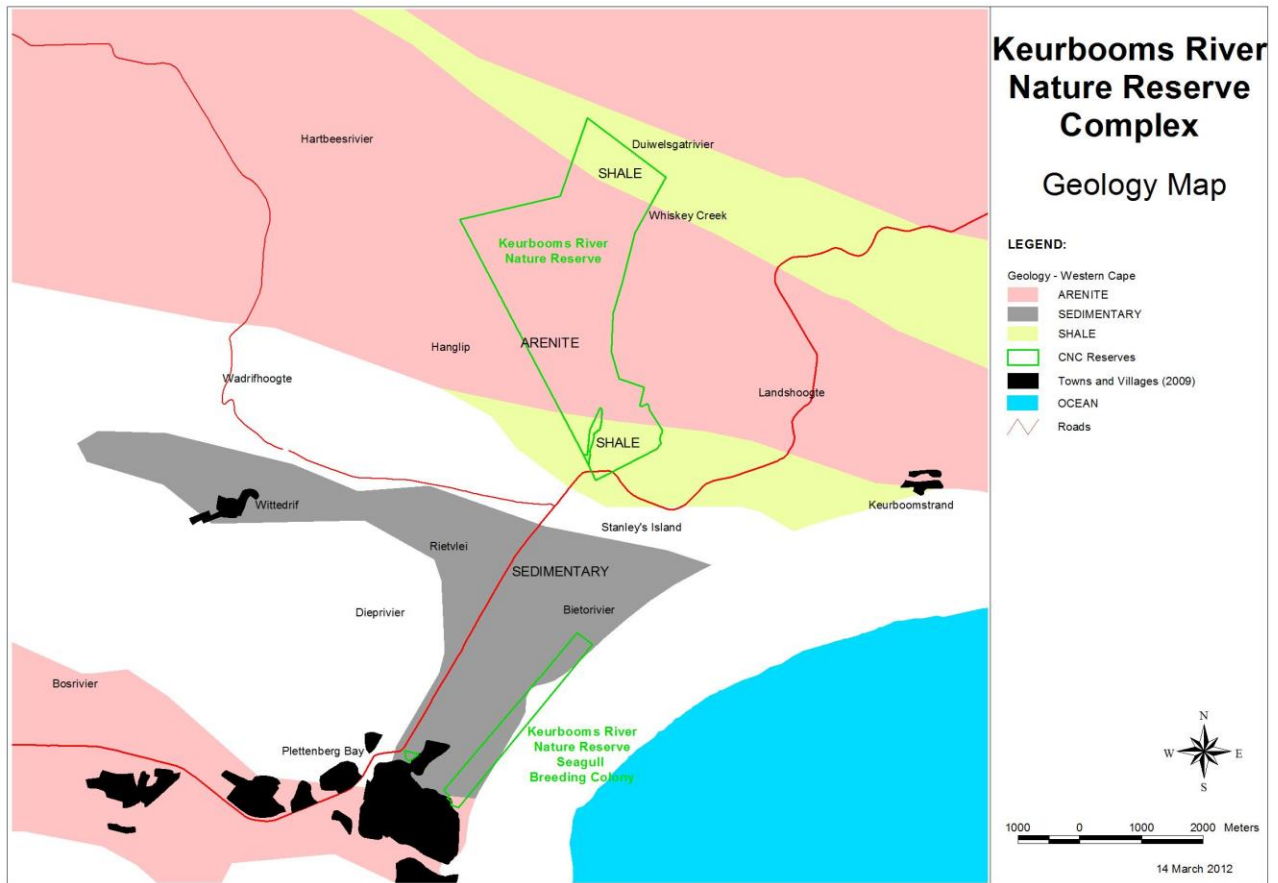 Keurbooms River
Nature Reserve
Complex
Geology Map
LEGEND:
Geology - Western Cape
ARENITE
SEDIMENTARY
SHALE
CNC Reserves
Towns and Villages (2009)
OCEAN
Roads
N
W E
S
1000 0 1000 2000 Meters
14 March 2012
Hartbeesrivier
Duiwelsgatrivier
SHALE
Whiskey Creek
Keurbooms River
Nature Reserve
Hanglip
ARENITE
Wadrifhoogte
Landshoogte
SHALE
Wittedrif
Keurboomstrand
Stanley's Island
Rietvlei
SEDIMENTARY
Dieprivier
Bietorivier
Bosrivier
Plettenberg Bay
Keurbooms River
Nature Reserve
Seagull
Breeding Colony